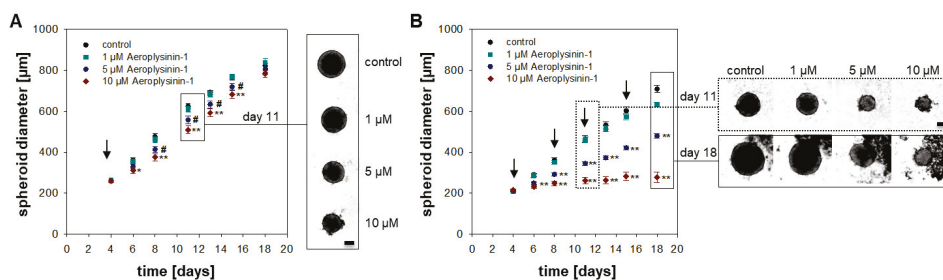 A
1000
800
600
400
200
0
spheroid diameter [µm]
control
1 µM Aeroplysinin-1
5 µM Aeroplysinin-1
10 µM Aeroplysinin-1
*
#
**
#
**
#
**
#
**
day 11
0 2 4 6 8 10 12 14 16 18 20
time [days]
control
1 µM
5 µM
10 µM
B
1000
800
600
400
200
0
spheroid diameter [µm]
control
1 µM Aeroplysinin-1
5 µM Aeroplysinin-1
10 µM Aeroplysinin-1
**
**
**
**
**
**
**
**
**
**
**
day 11
day 18
0 2 4 6 8 10 12 14 16 18 20
time [days]
control 1 µM 5 µM 10 µM